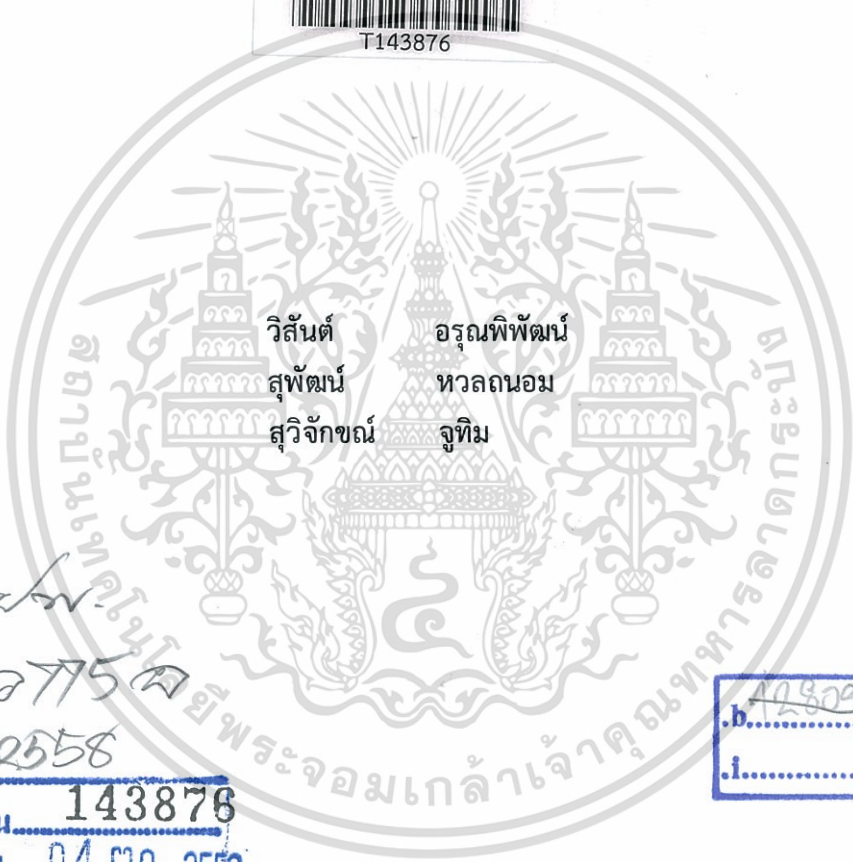 T143876
วิสันต์ อรุณพิพัฒน์
สุพัฒน์ หวลถนอม
สุวิจักขณ์ จูทิม
สถาบันเทคโนโลยีพระจอมเกล้าเจ้าคุณทหารลาดกระบัง
2558
143876
04
.b
.i